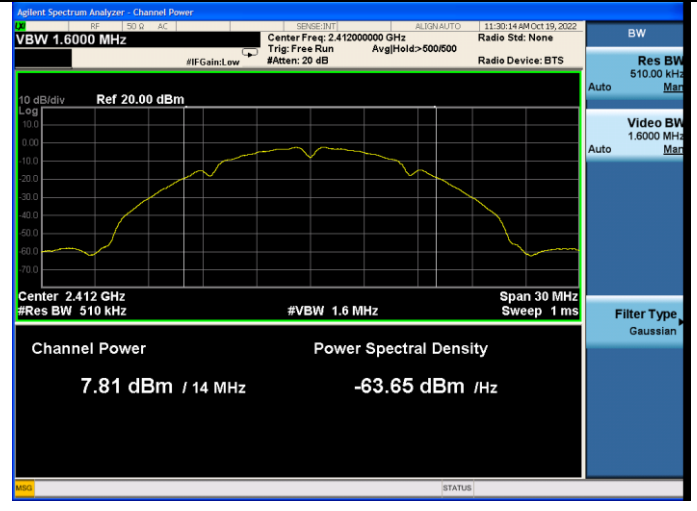 Agilent Spectrum Analyzer - Channel Power
RF 50 Ω AC SENSE:INT ALIGNAUTO 11:30:14 AM Oct 19, 2022
VBW 1.6000 MHz
Center Freq: 2.412000000 GHz Radio Std: None
Trig: Free Run Avg|Hold:>500/500
#IFGain:Low #Atten: 20 dB Radio Device: BTS
BW
Res BW
510.00 kHz
Auto Man
Video BW
1.6000 MHz
Auto Man
Filter Type
Gaussian
10 dB/div Ref 20.00 dBm
Log
10.0
0.00
-10.0
-20.0
-30.0
-40.0
-50.0
-60.0
-70.0
Center 2.412 GHz Span 30 MHz
#Res BW 510 kHz #VBW 1.6 MHz Sweep 1 ms
Channel Power Power Spectral Density
7.81 dBm / 14 MHz -63.65 dBm /Hz
MSG STATUS